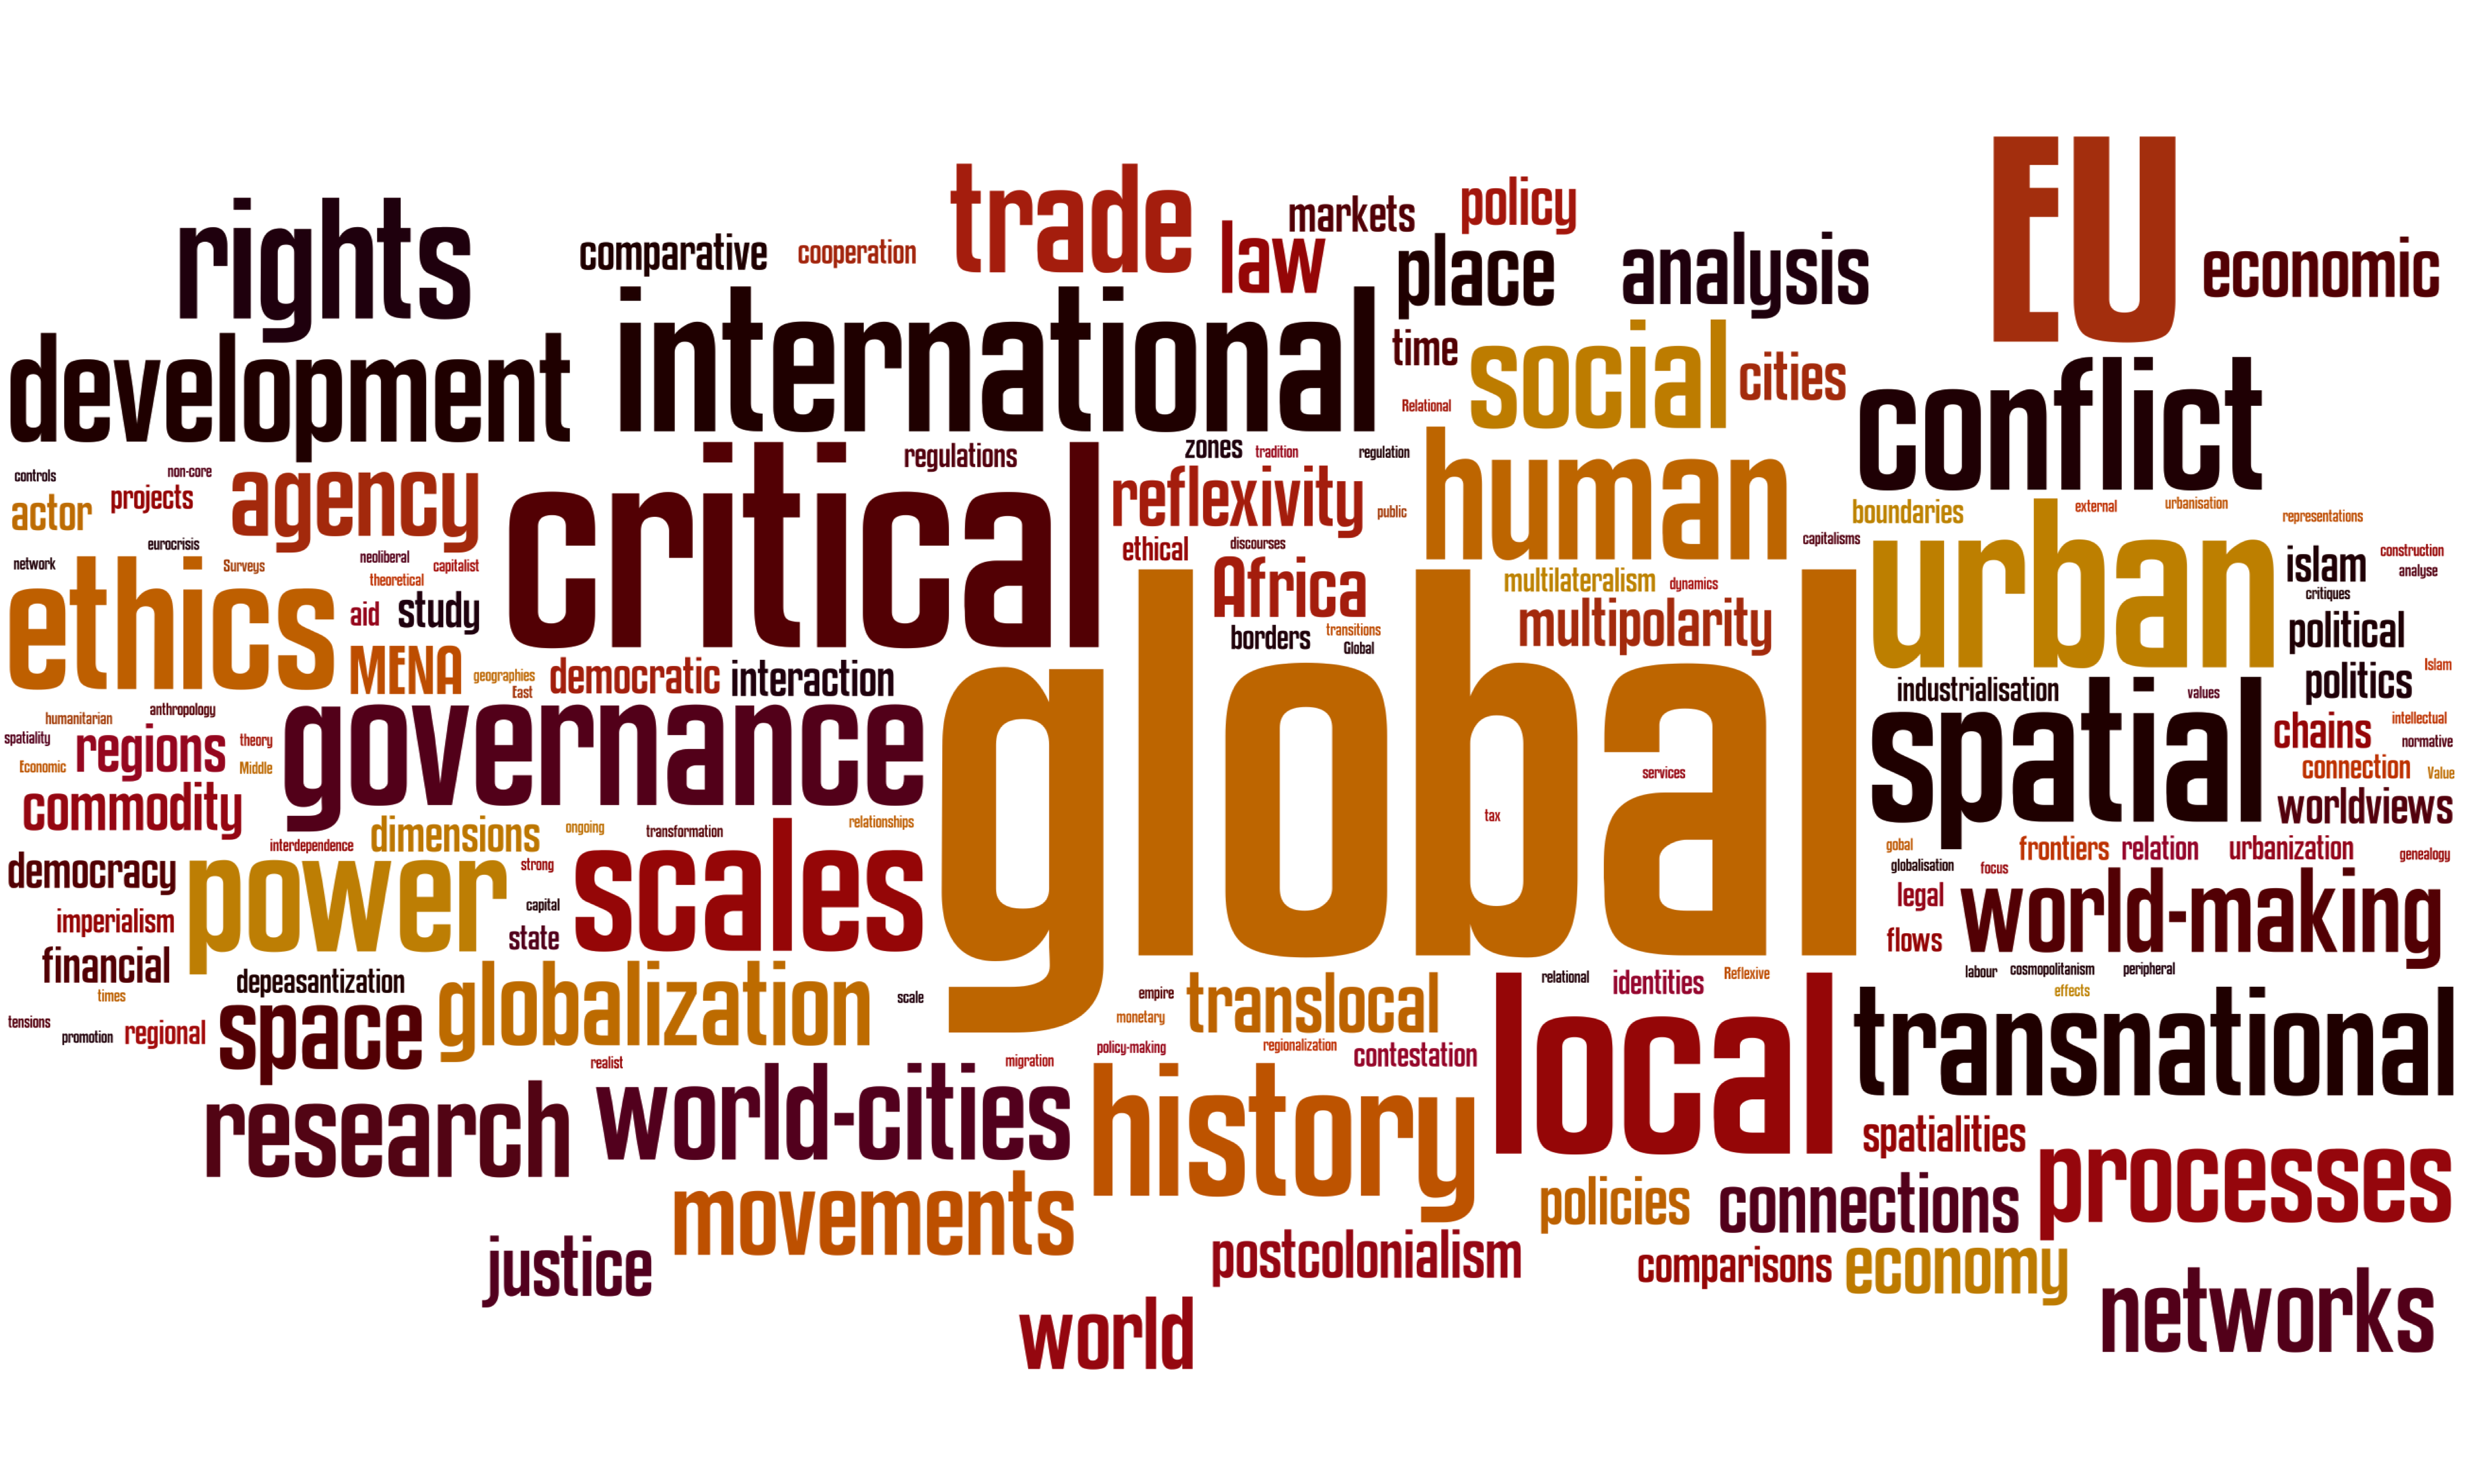 EU
trade
policy
markets
rights
law
comparative
cooperation
place
analysis
economic
international
development
time
social
cities
conflict
Relational
critical
regulations
zones
tradition
regulation
human
controls
non-core
agency
reflexivity
actor
projects
public
boundaries
external
urbanisation
representations
urban
eurocrisis
network
Surveys
neoliberal
capitalist
theoretical
ethical
discourses
capitalisms
islam
construction
analyse
critiques
ethics
aid
study
Africa
multilateralism
dynamics
multipolarity
borders
transitions
Global
political
MENA
geographies
East
democratic
interaction
global
industrialisation
values
politics
Islam
humanitarian
anthropology
governance
spatial
spatiality
regions
theory
Economic
Middle
chains
intellectual
normative
connection
Value
services
commodity
worldviews
tax
interdependence
dimensions
ongoing
transformation
relationships
gobal
frontiers
relation
urbanization
genealogy
globalisation
focus
democracy
power
strong
scales
capital
state
legal
world-making
flows
imperialism
financial
depeasantization
times
globalization
scale
empire
monetary
translocal
relational
identities
Reflexive
local
labour
cosmopolitanism
peripheral
effects
transnational
tensions
promotion
regional
space
realist
migration
policy-making
regionalization
contestation
research
world-cities
history
spatialities
processes
movements
policies
connections
justice
postcolonialism
comparisons
economy
networks
world